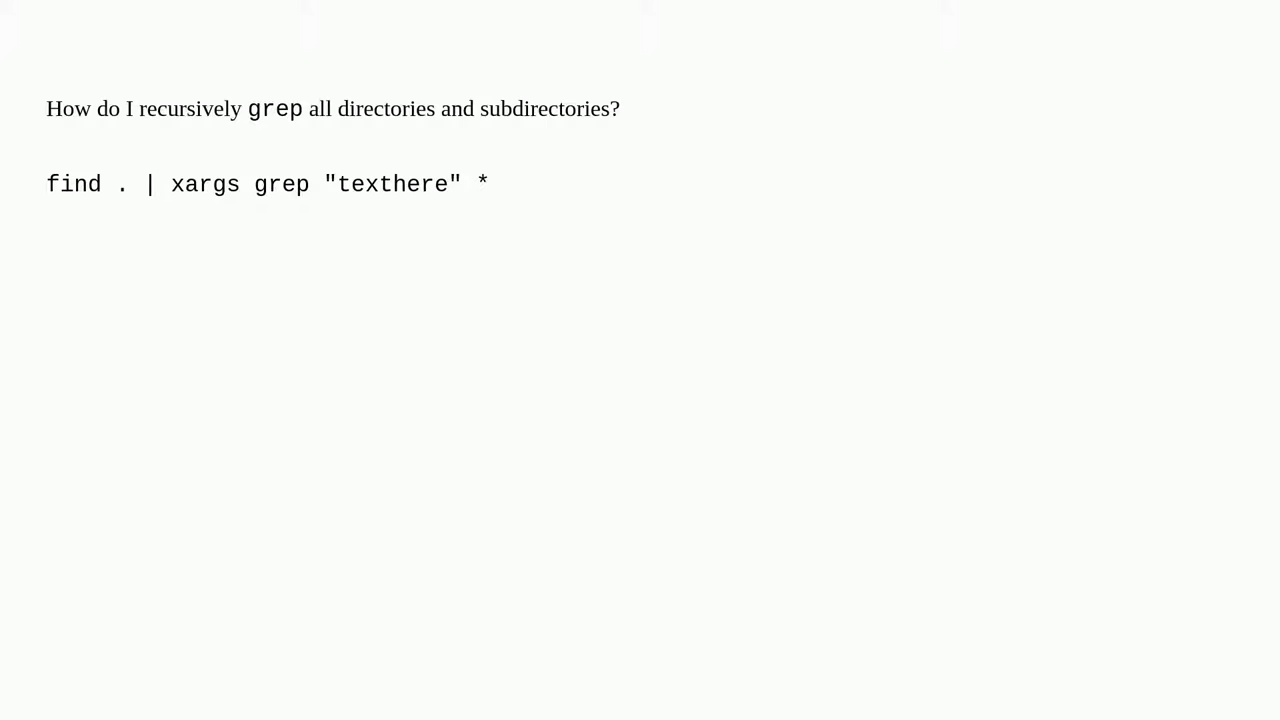 How do I recursively grep all directories and subdirectories?
find . | xargs grep "texthere" *